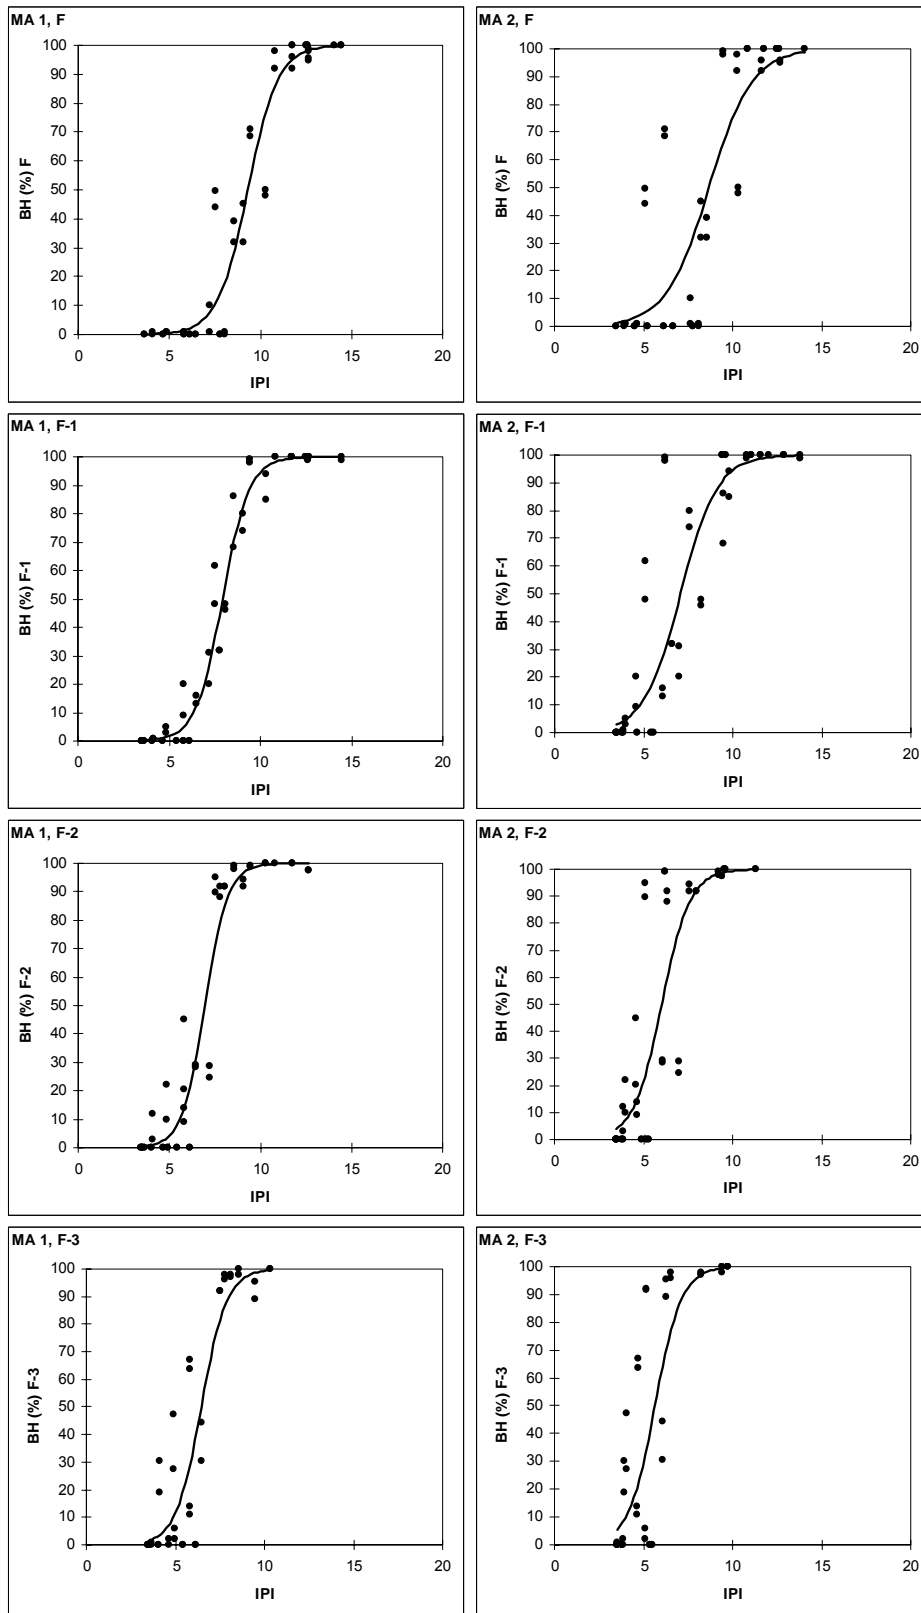 MA 1, F
100
90
80
70
60
50
40
30
20
10
0
BH (%) F
0 5 10 15 20
IPI
MA 2, F
100
90
80
70
60
50
40
30
20
10
0
BH (%) F
0 5 10 15 20
IPI
MA 1, F-1
100
90
80
70
60
50
40
30
20
10
0
BH (%) F-1
0 5 10 15 20
IPI
MA 2, F-1
100
90
80
70
60
50
40
30
20
10
0
BH (%) F-1
0 5 10 15 20
IPI
MA 1, F-2
100
90
80
70
60
50
40
30
20
10
0
BH (%) F-2
0 5 10 15 20
IPI
MA 2, F-2
100
90
80
70
60
50
40
30
20
10
0
BH (%) F-2
0 5 10 15 20
IPI
MA 1, F-3
100
90
80
70
60
50
40
30
20
10
0
BH (%) F-3
0 5 10 15 20
IPI
MA 2, F-3
100
90
80
70
60
50
40
30
20
10
0
BH (%) F-3
0 5 10 15 20
IPI